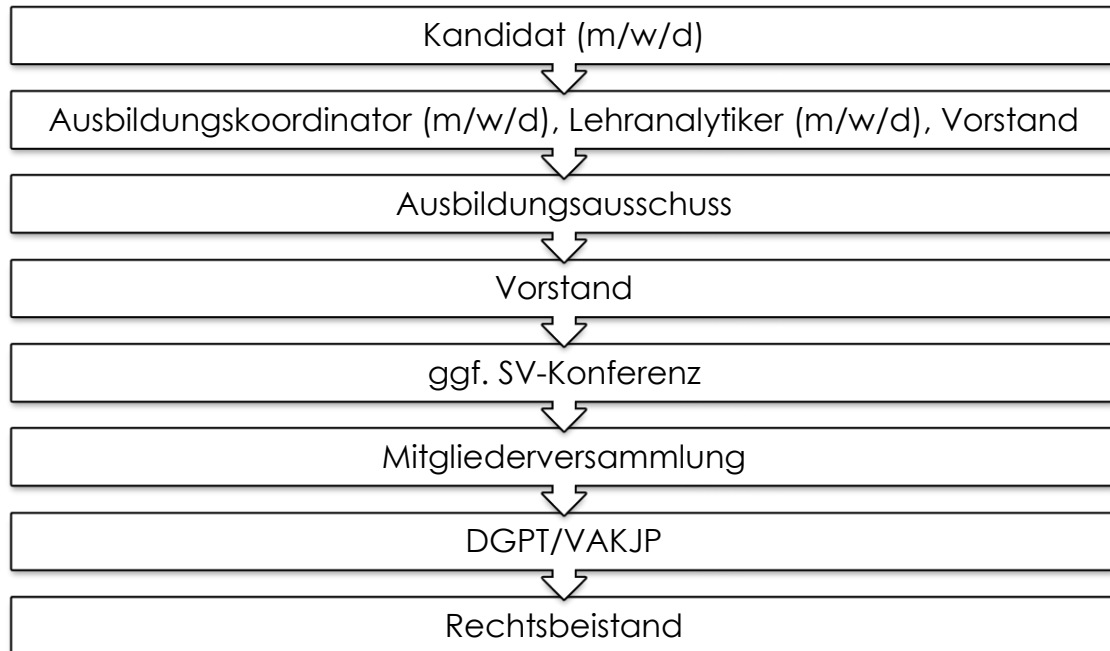 Kandidat (m/w/d)
Ausbildungskoordinator (m/w/d), Lehranalytiker (m/w/d), Vorstand
Ausbildungsausschuss
Vorstand
ggf. SV-Konferenz
Mitgliederversammlung
DGPT/VAKJP
Rechtsbeistand